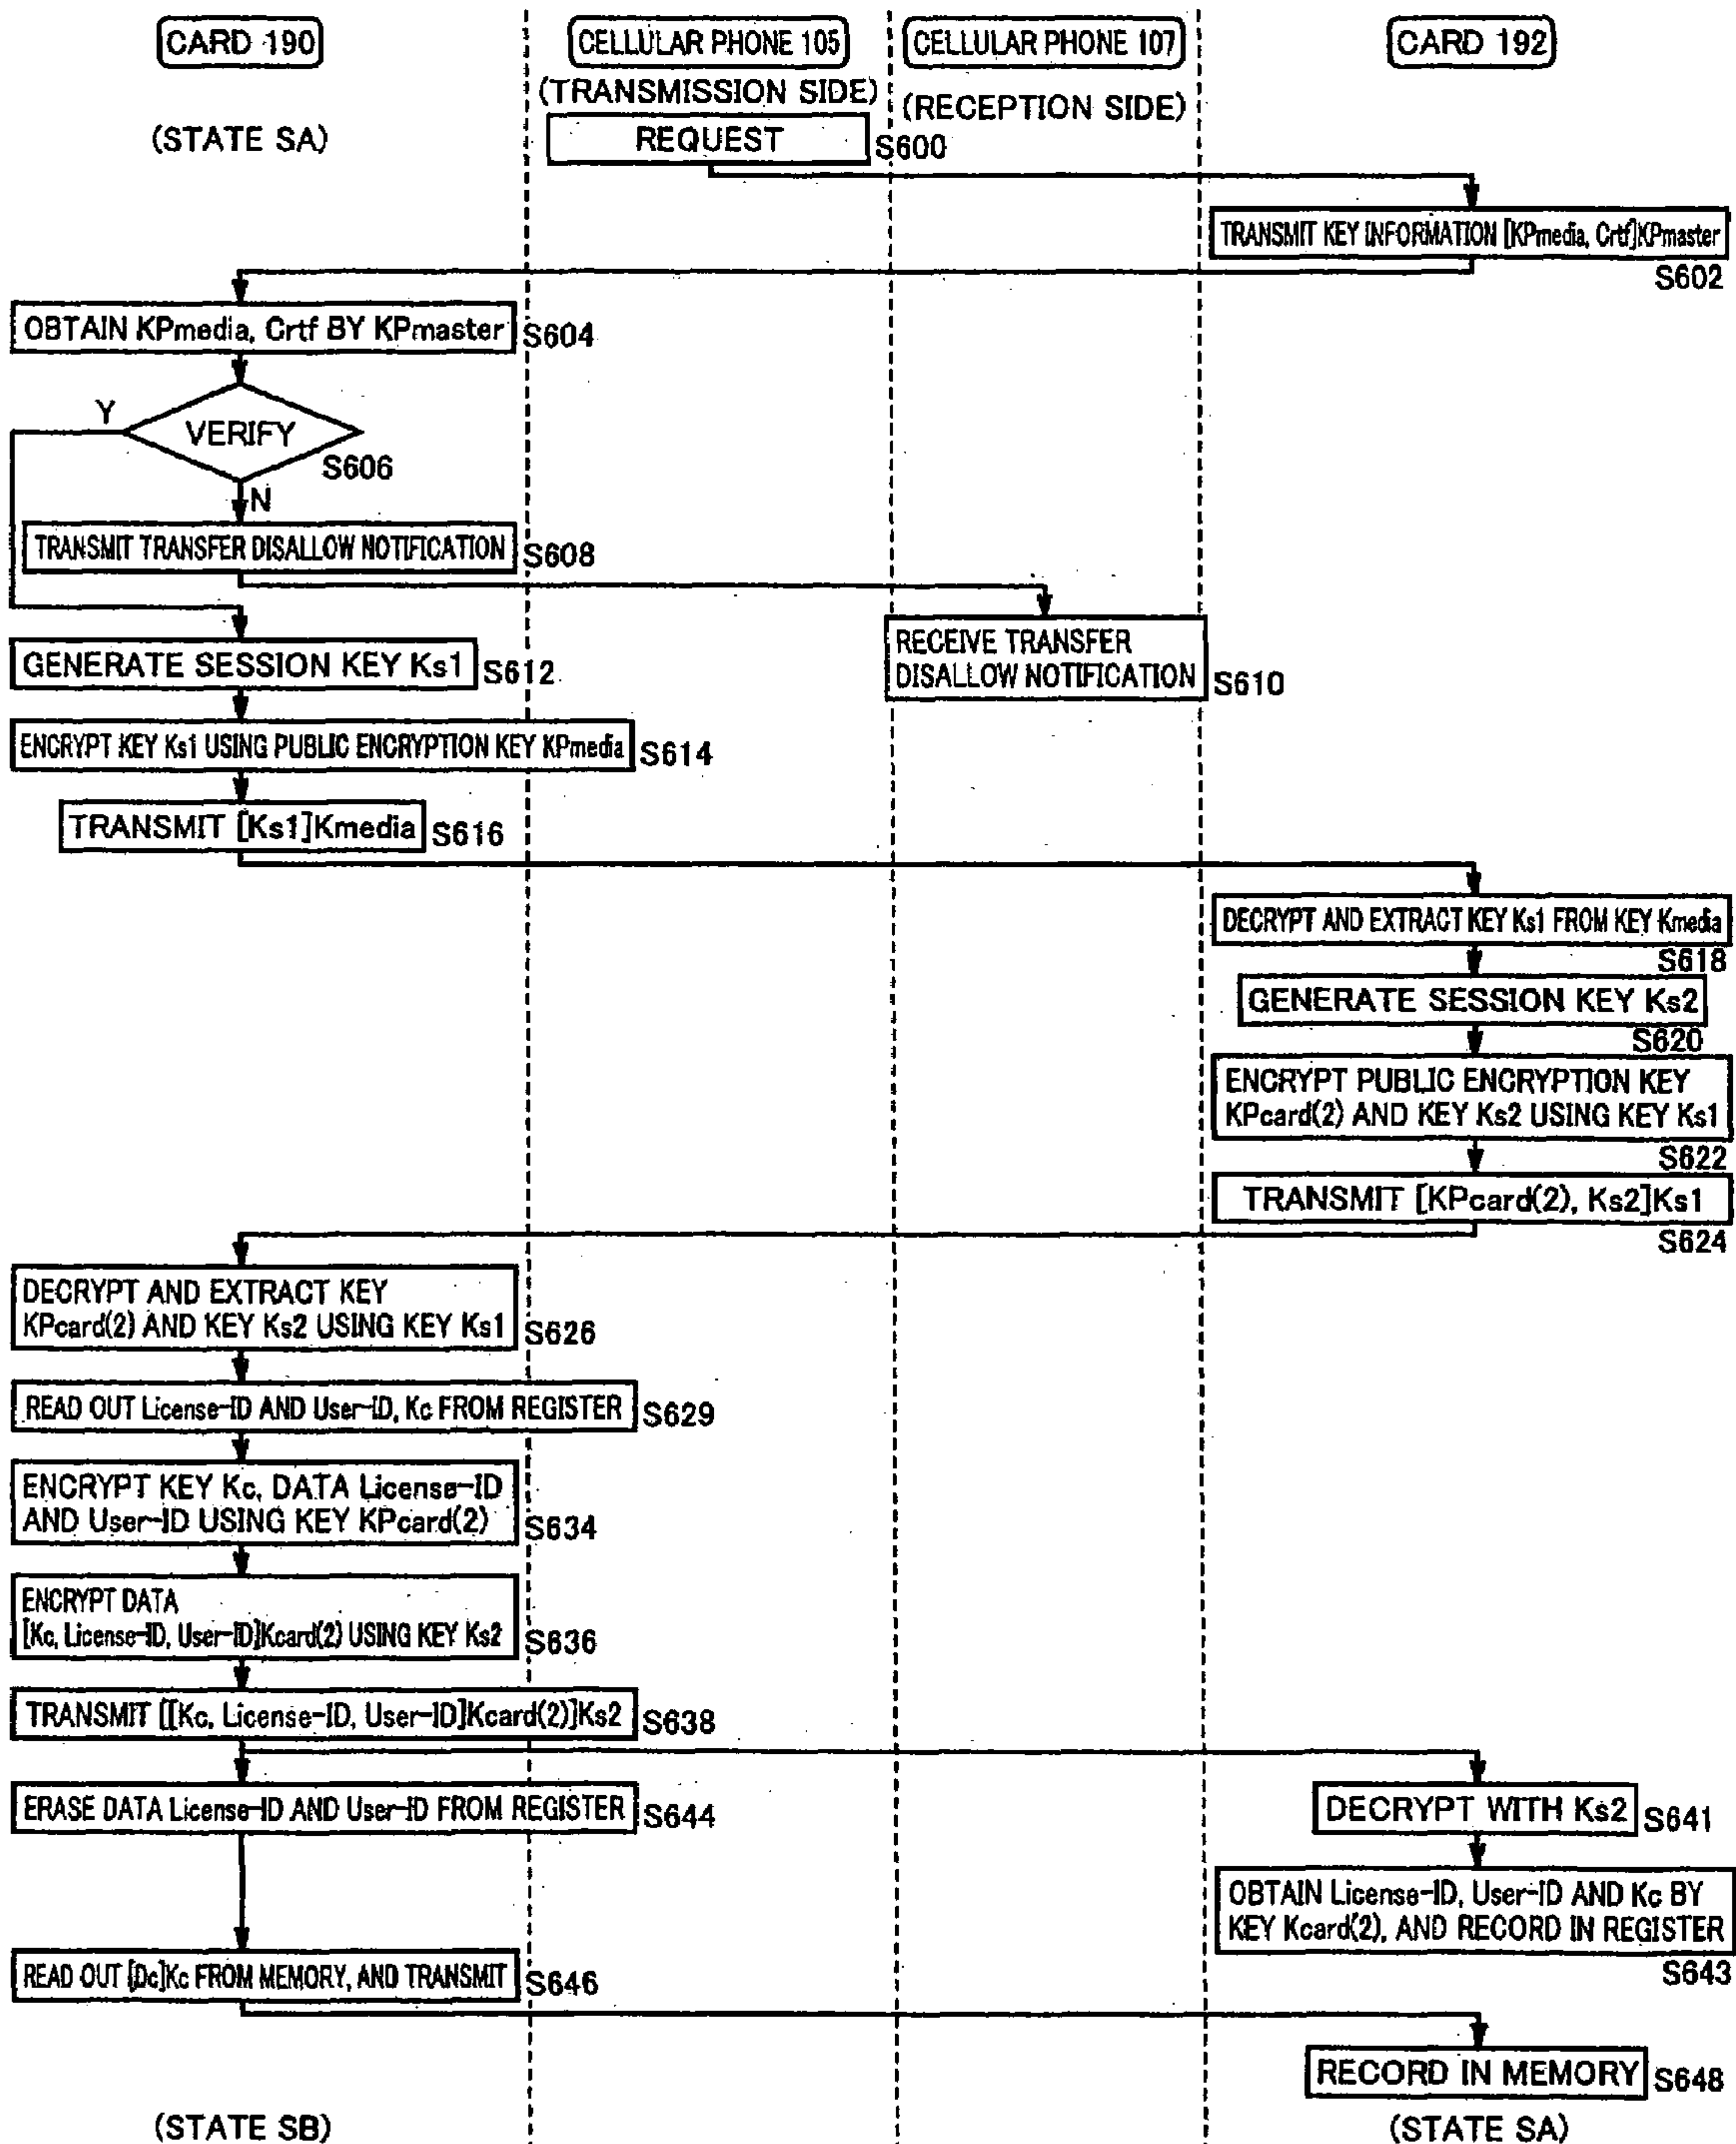 CARD 190
CELLULAR PHONE 105
CELLULAR PHONE 107
CARD 192
(TRANSMISSION SIDE)
(RECEPTION SIDE)
(STATE SA)
REQUEST
S600
TRANSMIT KEY INFORMATION [KPmedia, Crtf]KPmaster
S602
OBTAIN KPmedia, Crtf BY KPmaster
S604
Y
VERIFY
S606
N
TRANSMIT TRANSFER DISALLOW NOTIFICATION
S608
RECEIVE TRANSFER
DISALLOW NOTIFICATION
S610
GENERATE SESSION KEY Ks1
S612
ENCRYPT KEY Ks1 USING PUBLIC ENCRYPTION KEY KPmedia
S614
TRANSMIT [Ks1]Kmedia
S616
DECRYPT AND EXTRACT KEY Ks1 FROM KEY Kmedia
S618
GENERATE SESSION KEY Ks2
S620
ENCRYPT PUBLIC ENCRYPTION KEY
KPcard(2) AND KEY Ks2 USING KEY Ks1
S622
TRANSMIT [KPcard(2), Ks2]Ks1
S624
DECRYPT AND EXTRACT KEY
KPcard(2) AND KEY Ks2 USING KEY Ks1
S626
READ OUT License-ID AND User-ID, Kc FROM REGISTER
S629
ENCRYPT KEY Kc, DATA License-ID
AND User-ID USING KEY KPcard(2)
S634
ENCRYPT DATA
[Kc, License-ID, User-ID]Kcard(2) USING KEY Ks2
S636
TRANSMIT [[Kc, License-ID, User-ID]Kcard(2)]Ks2
S638
ERASE DATA License-ID AND User-ID FROM REGISTER
S644
DECRYPT WITH Ks2
S641
OBTAIN License-ID, User-ID AND Kc BY
KEY Kcard(2), AND RECORD IN REGISTER
S643
READ OUT [Dc]Kc FROM MEMORY, AND TRANSMIT
S646
RECORD IN MEMORY
S648
(STATE SB)
(STATE SA)